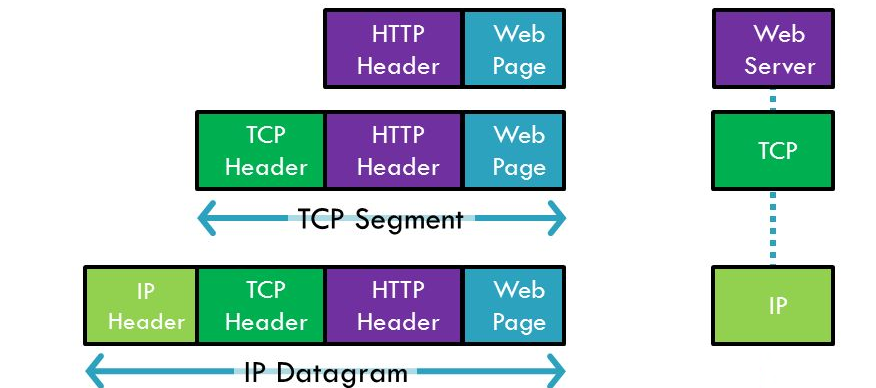 HTTP Header
Web Page
Web Server
TCP Header
HTTP Header
Web Page
TCP
TCP Segment
IP Header
TCP Header
HTTP Header
Web Page
IP
IP Datagram